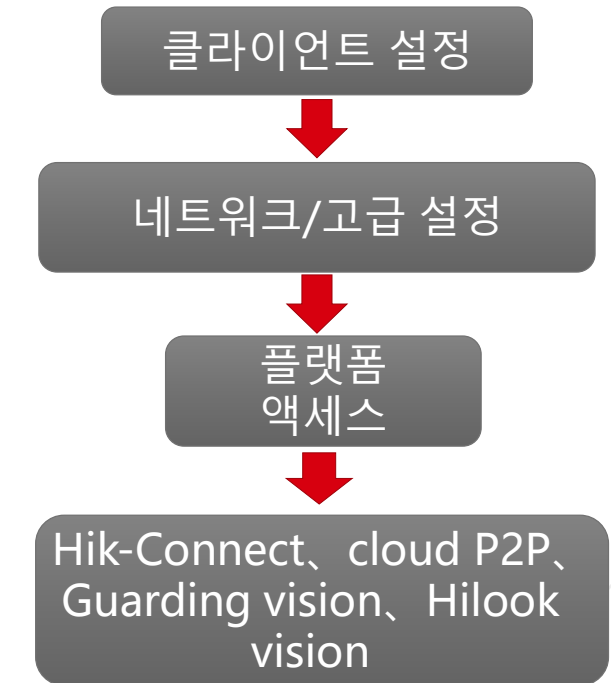 클라이언트 설정
네트워크/고급 설정
플랫폼
액세스
Hik-Connect、cloud P2P、
Guarding vision、Hilook
vision